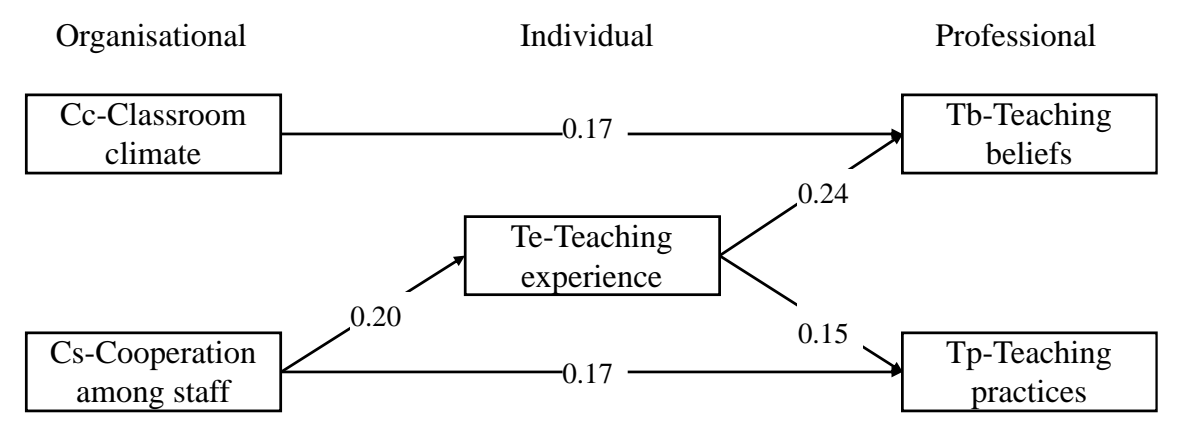 Organisational Individual Professional
Cc-Classroom
climate
0.17
Tb-Teaching
beliefs
0.24
Te-Teaching
experience
0.20
0.15
Cs-Cooperation
among staff
0.17
Tp-Teaching
practices